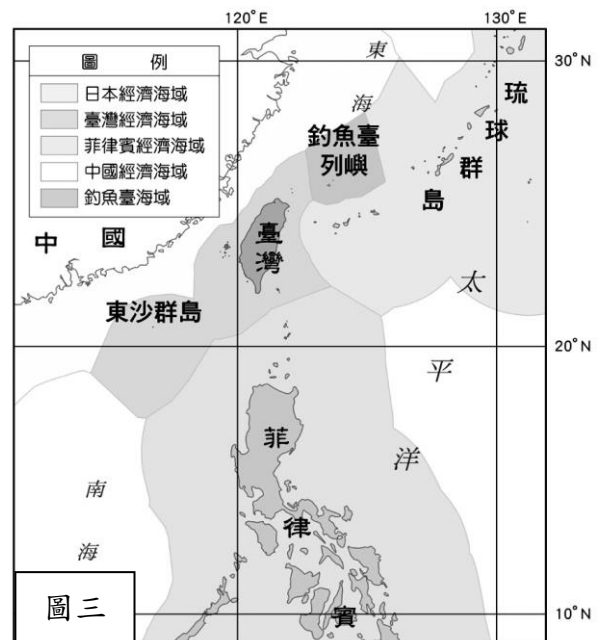 120°E
130°E
圖 例
日本經濟海域
臺灣經濟海域
菲律賓經濟海域
中國經濟海域
釣魚臺海域
30°N
東
海
琉
球
群
島
釣魚臺
列嶼
中 國
臺
灣
太
平
洋
東沙群島
20°N
菲
律
賓
南
海
10°N
圖三